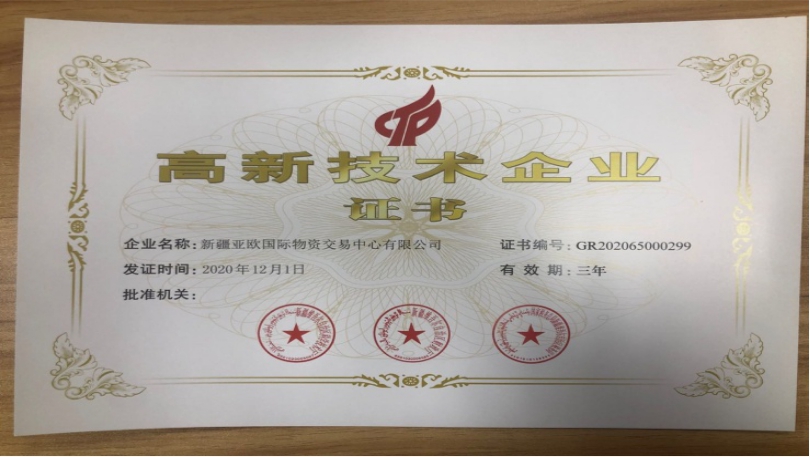 高新技术企业
证书
企业名称：新疆亚欧国际物资交易中心有限公司
证书编号：GR202065000299
发证时间：2020年12月1日
有 效 期：三年
批准机关：